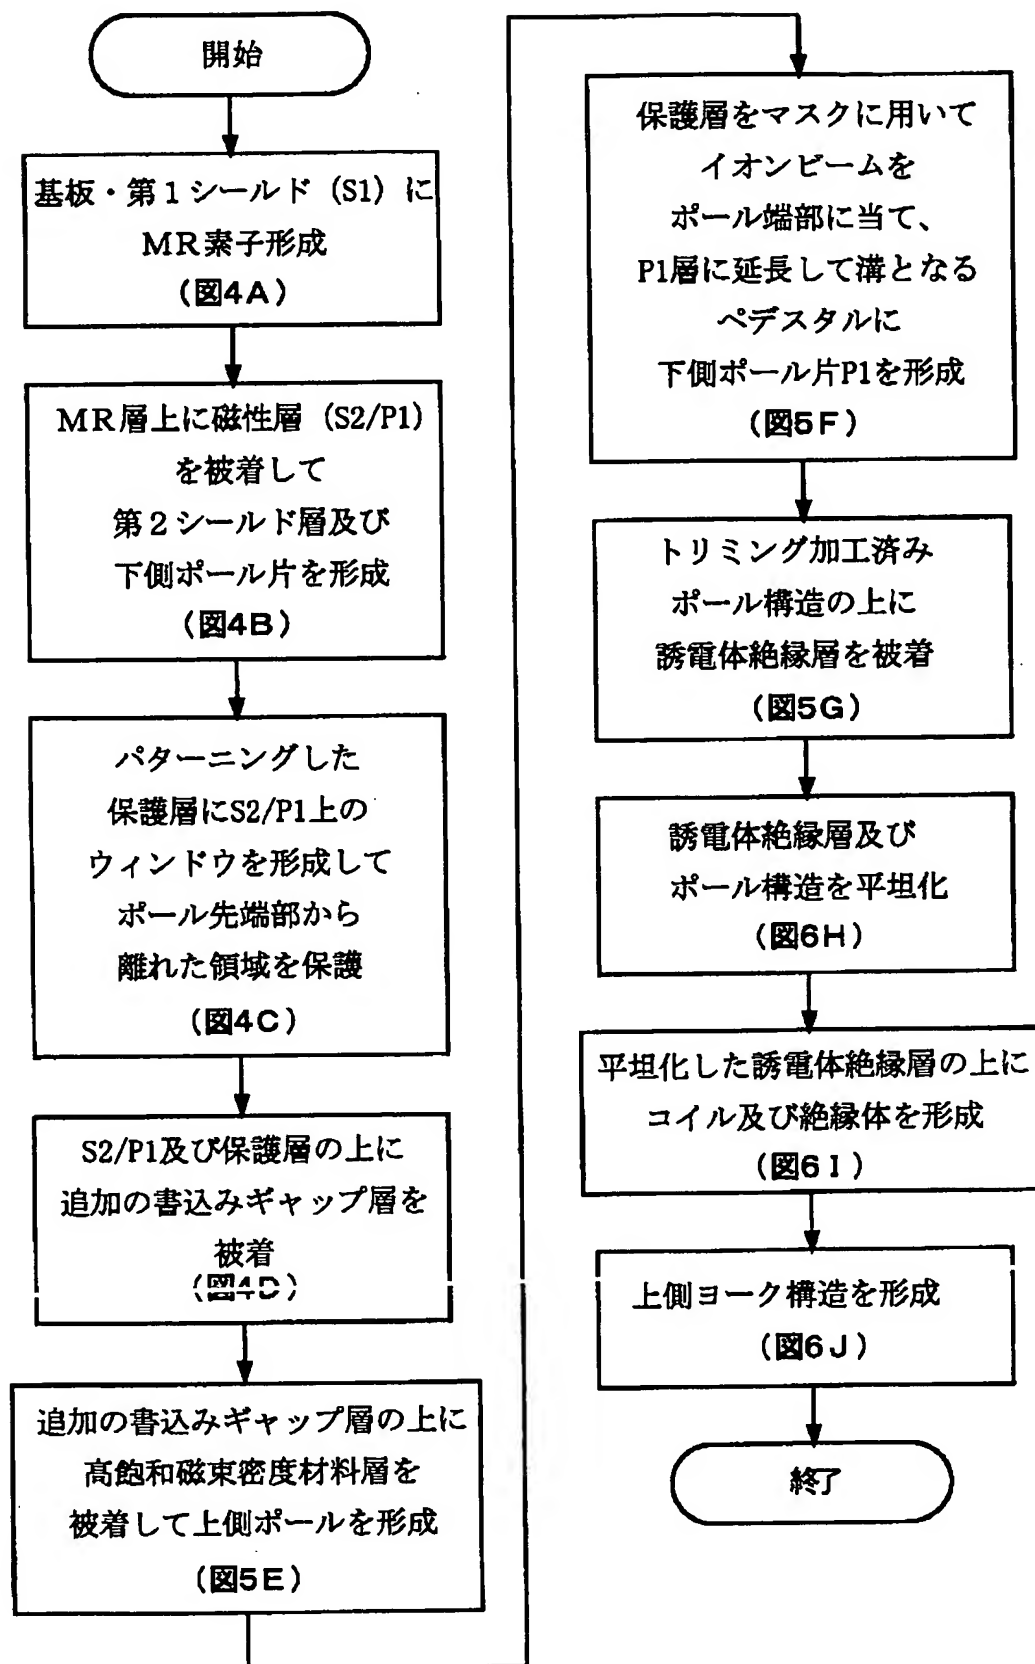 開始
基板・第1シールド（S1）に
MR素子形成
（図4A）
MR層上に磁性層（S2/P1）
を被着して
第2シールド層及び
下側ポール片を形成
（図4B）
パターニングした
保護層にS2/P1上の
ウィンドウを形成して
ポール先端部から
離れた領域を保護
（図4C）
S2/P1及び保護層の上に
追加の書込みギャップ層を
被着
（図4D）
追加の書込みギャップ層の上に
高飽和磁束密度材料層を
被着して上側ポールを形成
（図5E）
保護層をマスクに用いて
イオンビームを
ポール端部に当て、
P1層に延長して溝となる
ペデスタルに
下側ポール片P1を形成
（図5F）
トリミング加工済み
ポール構造の上に
誘電体絶縁層を被着
（図5G）
誘電体絶縁層及び
ポール構造を平坦化
（図6H）
平坦化した誘電体絶縁層の上に
コイル及び絶縁体を形成
（図6I）
上側ヨーク構造を形成
（図6J）
終了